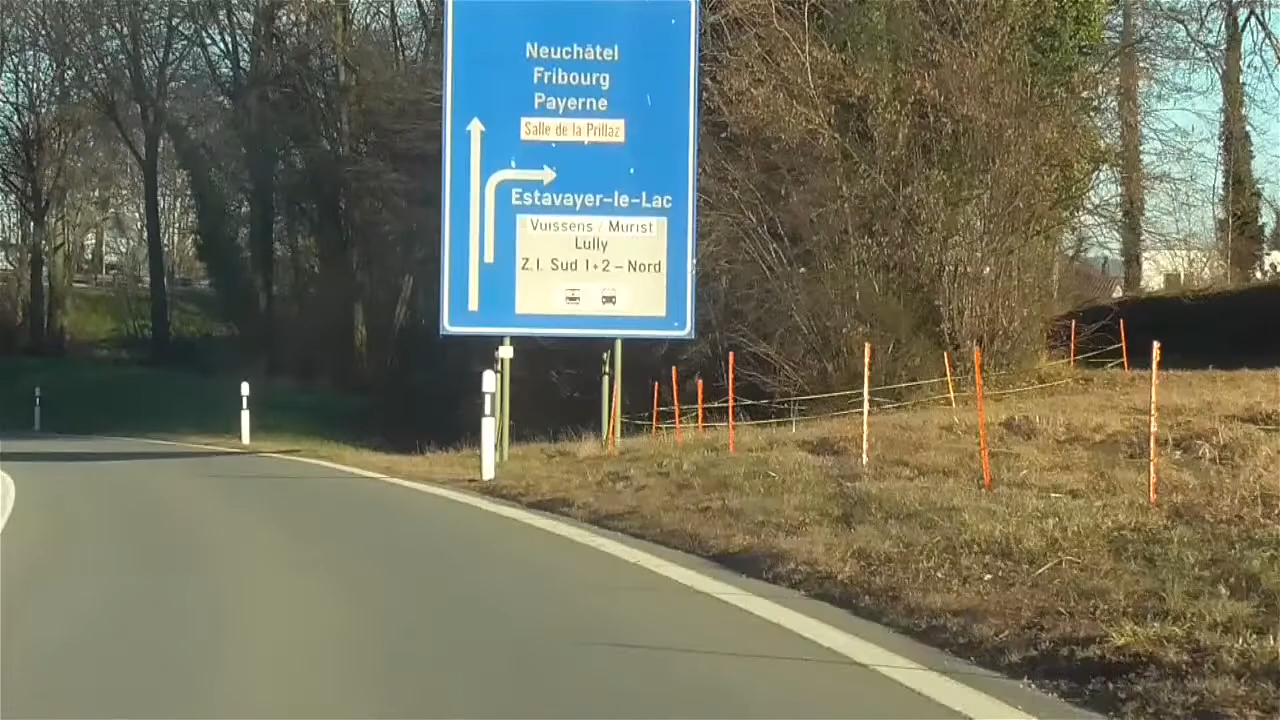 Neuchâtel
Fribourg
Payerne
Salle de la Prillaz
Estavayer-le-Lac
Vuissens / Murist
Lully
Z.I. Sud 1+2 – Nord